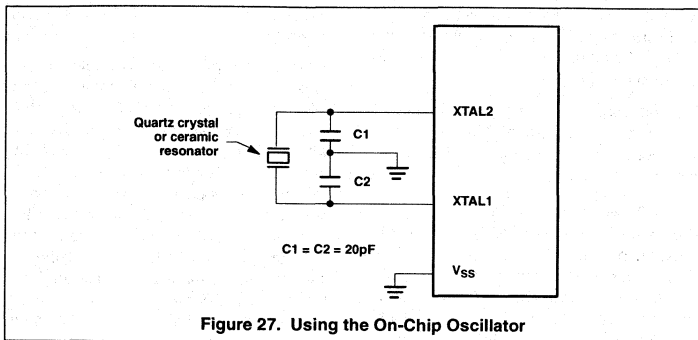 XTAL2
Quartz crystal
or ceramic
resonator
C1
C2
XTAL1
C1 = C2 = 20pF
VSS
Figure 27. Using the On-Chip Oscillator